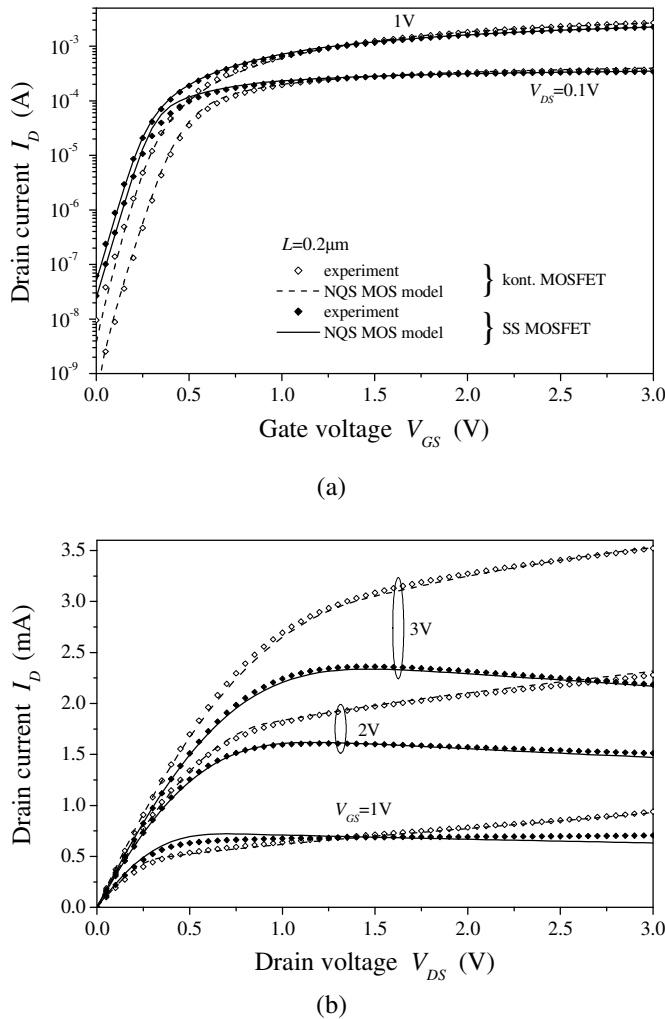 10⁻³
10⁻⁴
10⁻⁵
10⁻⁶
10⁻⁷
10⁻⁸
10⁻⁹
Drain current I_D (A)
1V
V_DS=0.1V
L=0.2μm
experiment
NQS MOS model
} kont. MOSFET
experiment
NQS MOS model
} SS MOSFET
0.0 0.5 1.0 1.5 2.0 2.5 3.0
Gate voltage V_GS (V)
(a)
3.5
3.0
2.5
2.0
1.5
1.0
0.5
0.0
Drain current I_D (mA)
3V
2V
V_GS=1V
0.0 0.5 1.0 1.5 2.0 2.5 3.0
Drain voltage V_DS (V)
(b)